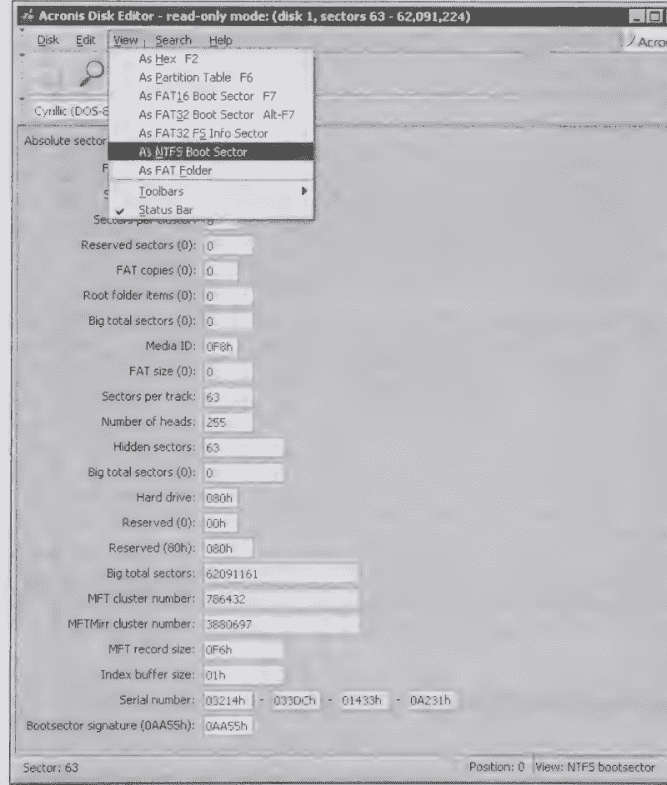 Acronis Disk Editor - read-only mode: (disk 1, sectors 63 - 62,091,224)
Disk Edit View Search Help
As Hex F2
As Partition Table F6
As FAT16 Boot Sector F7
Cyrillic (DOS-8
As FAT32 Boot Sector Alt-F7
As FAT32 FS Info Sector
Absolute sector
As NTFS Boot Sector
As FAT Folder
Toolbars
Status Bar
Reserved sectors (0): 0
FAT copies (0): 0
Root folder items (0): 0
Big total sectors (0): 0
Media ID: 0F8h
FAT size (0): 0
Sectors per track: 63
Number of heads: 255
Hidden sectors: 63
Big total sectors (0): 0
Hard drive: 080h
Reserved (0): 00h
Reserved (80h): 080h
Big total sectors: 62091161
MFT cluster number: 786432
MFTMirr cluster number: 3880697
MFT record size: 0F6h
Index buffer size: 01h
Serial number: 03214h - 033DCh - 01433h - 0A231h
Bootsector signature (0AA55h): 0AA55h
Sector: 63 Position: 0 View: NTFS bootsector